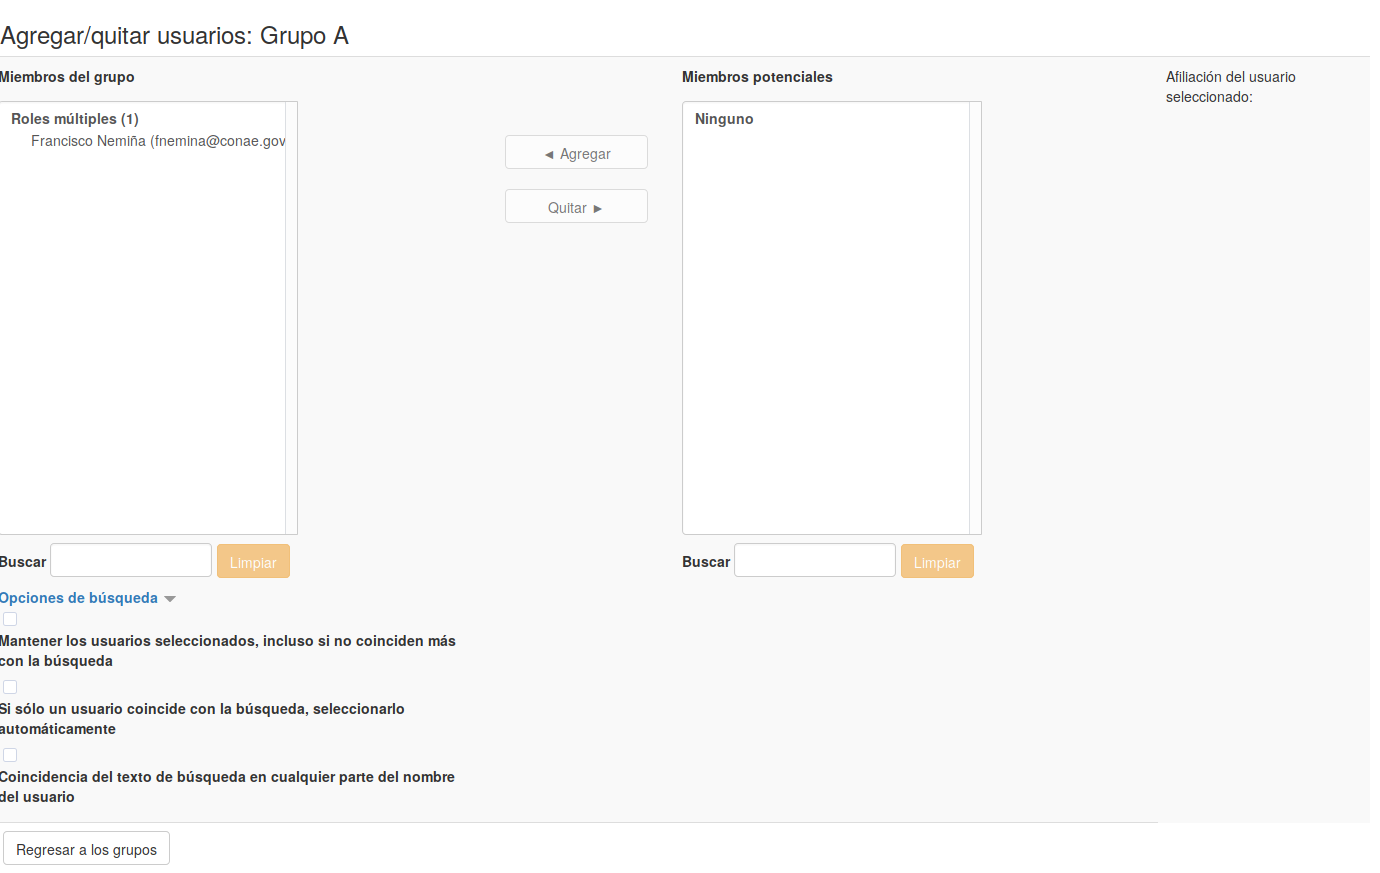 Agregar/quitar usuarios: Grupo A
Miembros del grupo
Roles múltiples (1)
Francisco Nemiña (fnemina@conae.gov
◄ Agregar
Quitar ►
Miembros potenciales
Ninguno
Afiliación del usuario
seleccionado:
Buscar
Limpiar
Buscar
Limpiar
Opciones de búsqueda
Mantener los usuarios seleccionados, incluso si no coinciden más
con la búsqueda
Si sólo un usuario coincide con la búsqueda, seleccionarlo
automáticamente
Coincidencia del texto de búsqueda en cualquier parte del nombre
del usuario
Regresar a los grupos